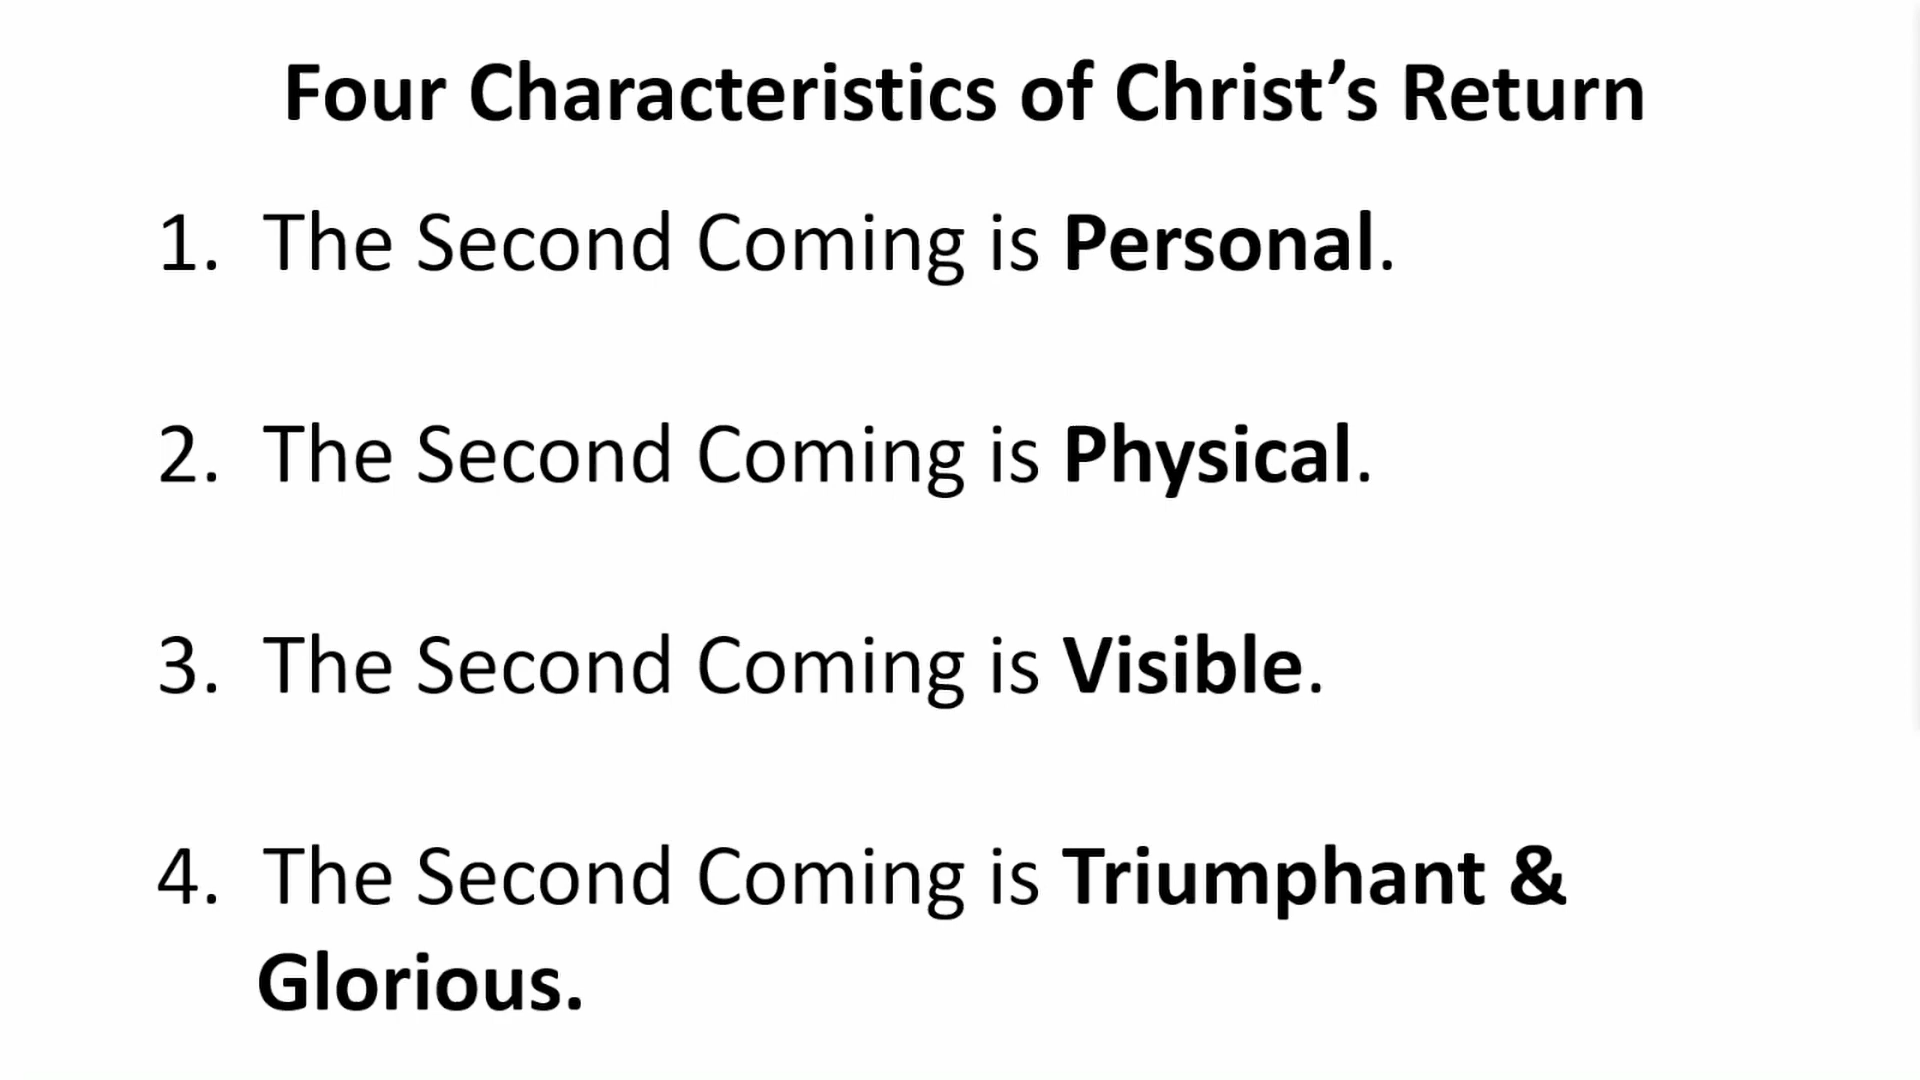 Four Characteristics of Christ’s Return
1. The Second Coming is Personal.
2. The Second Coming is Physical.
3. The Second Coming is Visible.
4. The Second Coming is Triumphant &
Glorious.